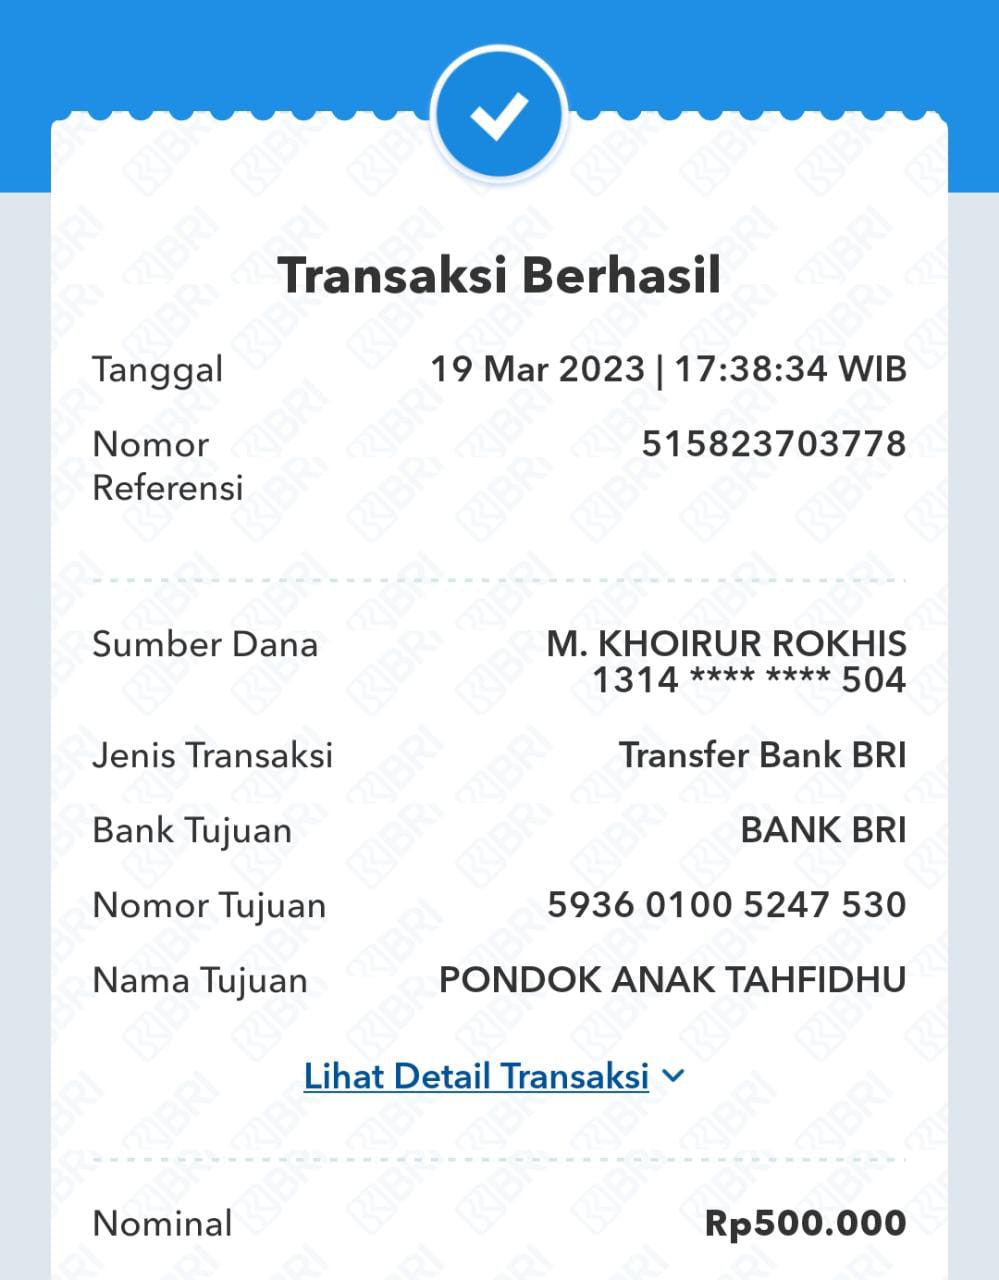 Transaksi Berhasil
Tanggal 19 Mar 2023 | 17:38:34 WIB
Nomor Referensi 515823703778
Sumber Dana M. KHOIRUR ROKHIS
1314 **** **** 504
Jenis Transaksi Transfer Bank BRI
Bank Tujuan BANK BRI
Nomor Tujuan 5936 0100 5247 530
Nama Tujuan PONDOK ANAK TAHFIDHU
Lihat Detail Transaksi
Nominal Rp500.000